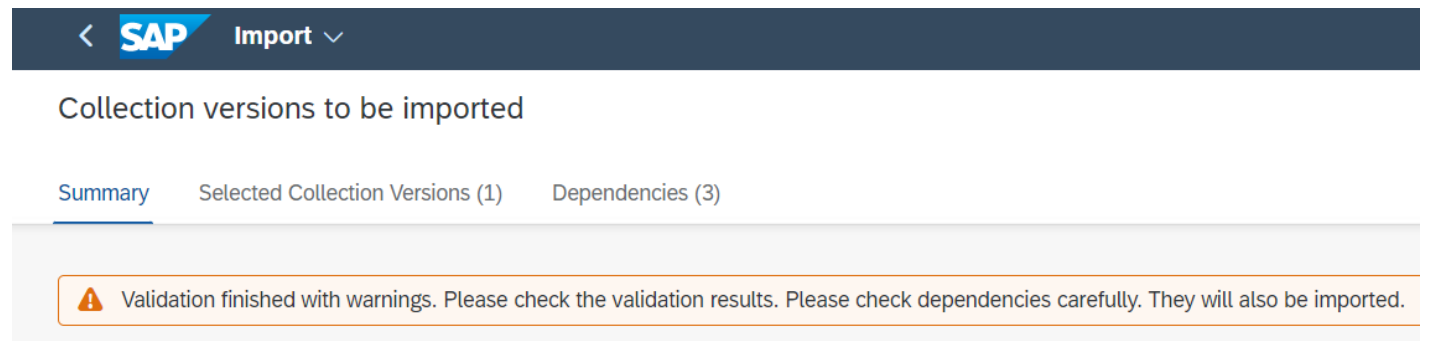 SAP Import
Collection versions to be imported
Summary Selected Collection Versions (1) Dependencies (3)
Validation finished with warnings. Please check the validation results. Please check dependencies carefully. They will also be imported.